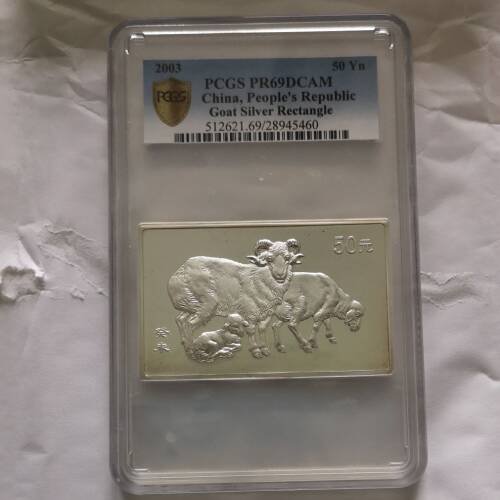 2003 50 Yn
PCGS PR69DCAM
China, People's Republic
Goat Silver Rectangle
512621.69/28945460
PCGS
50元
癸未